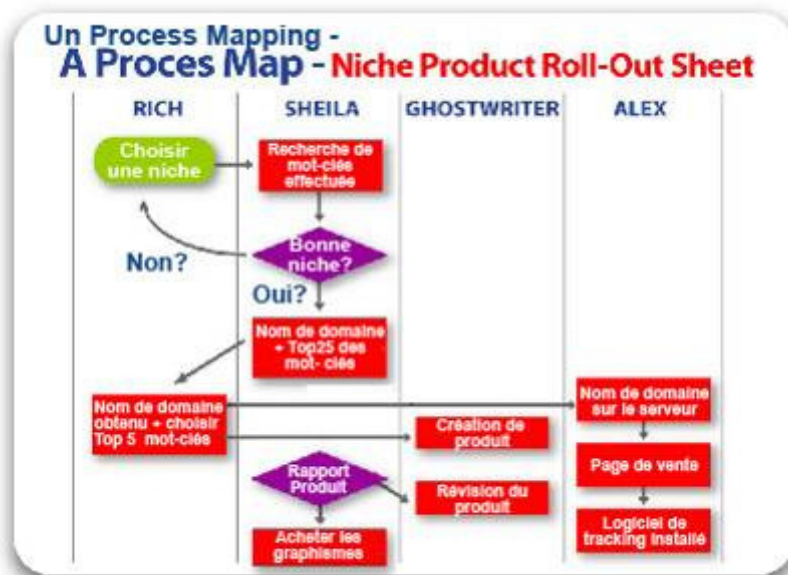 Un Process Mapping -
A Proces Map - Niche Product Roll-Out Sheet
RICH SHEILA GHOSTWRITER ALEX
Choisir
une niche
Recherche de
mot-clés
effectuée
Bonne
niche?
Non?
Oui?
Nom de domaine
+ Top25 des
mot- clés
Nom de domaine
obtenu + choisir
Top 5 mot-clés
Nom de domaine
sur le serveur
Création de
produit
Page de vente
Rapport
Produit
Révision du
produit
Acheter les
graphismes
Logiciel de
tracking installé